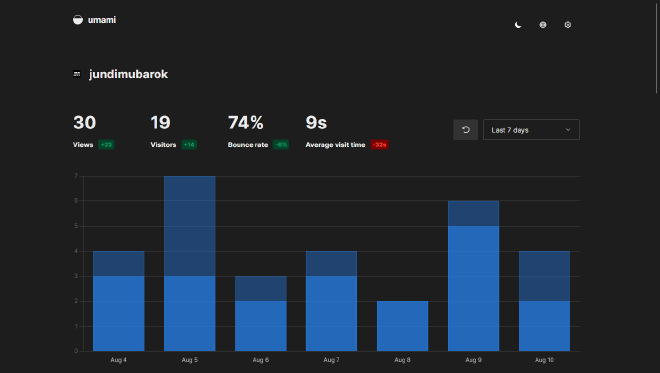 umami
jundimubarok
30 19 74% 9s
Views Visitors +14 Bounce rate -6% Average visit time -32s
Last 7 days
7
6
5
4
3
2
1
0
Aug 4 Aug 5 Aug 6 Aug 7 Aug 8 Aug 9 Aug 10